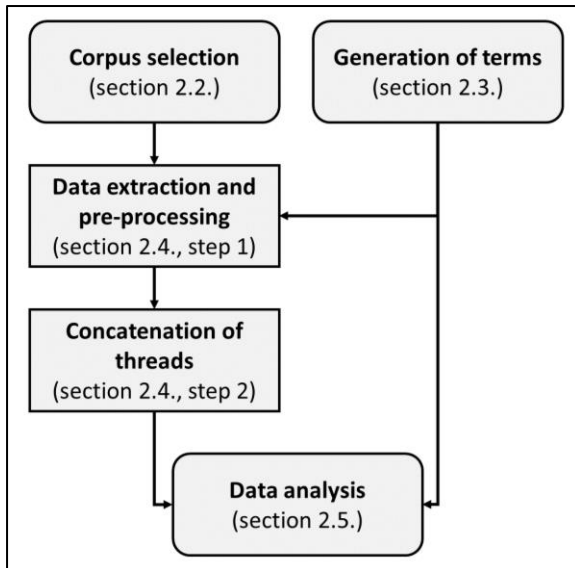 Corpus selection
(section 2.2.)
Generation of terms
(section 2.3.)
Data extraction and
pre-processing
(section 2.4., step 1)
Concatenation of
threads
(section 2.4., step 2)
Data analysis
(section 2.5.)